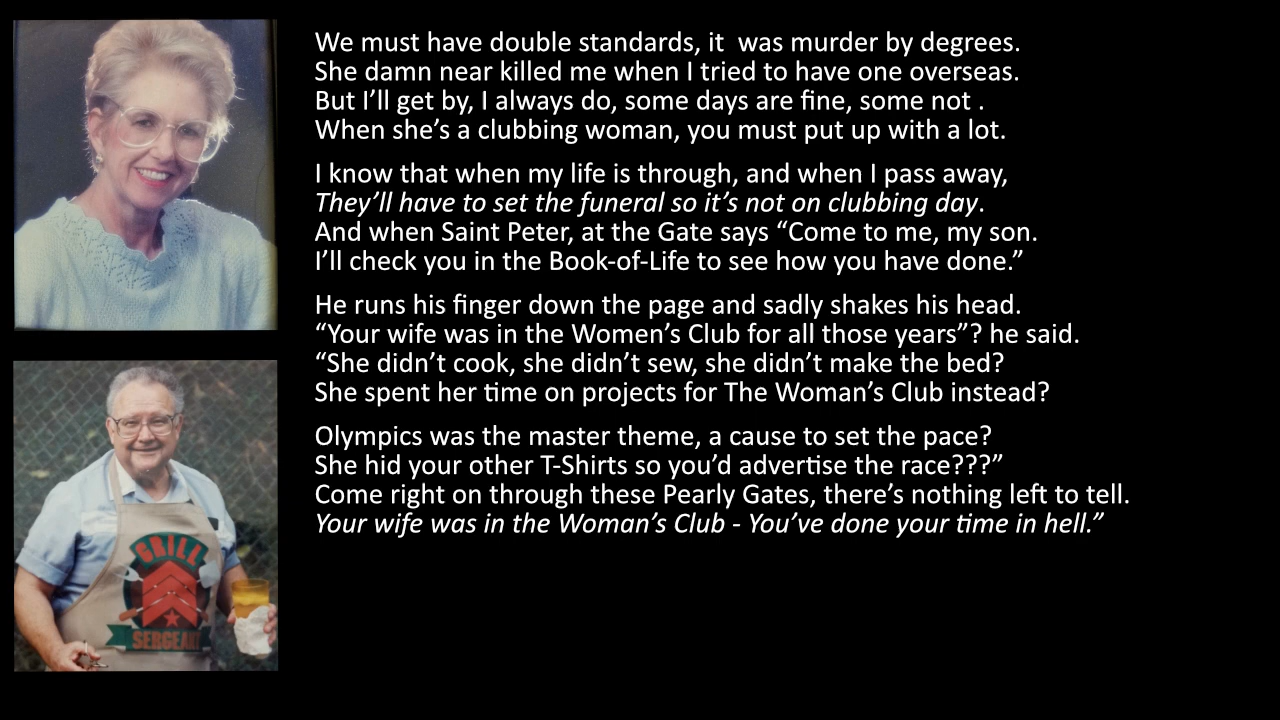 We must have double standards, it  was murder by degrees.
She damn near killed me when I tried to have one overseas.
But I’ll get by, I always do, some days are fine, some not .
When she’s a clubbing woman, you must put up with a lot.
I know that when my life is through, and when I pass away,
They’ll have to set the funeral so it’s not on clubbing day.
And when Saint Peter, at the Gate says “Come to me, my son.
I’ll check you in the Book-of-Life to see how you have done.”
He runs his finger down the page and sadly shakes his head.
“Your wife was in the Women’s Club for all those years”? he said.
“She didn’t cook, she didn’t sew, she didn’t make the bed?
She spent her time on projects for The Woman’s Club instead?
Olympics was the master theme, a cause to set the pace?
She hid your other T-Shirts so you’d advertise the race???”
Come right on through these Pearly Gates, there’s nothing left to tell.
Your wife was in the Woman’s Club - You’ve done your time in hell.”
GRILL
SERGEANT